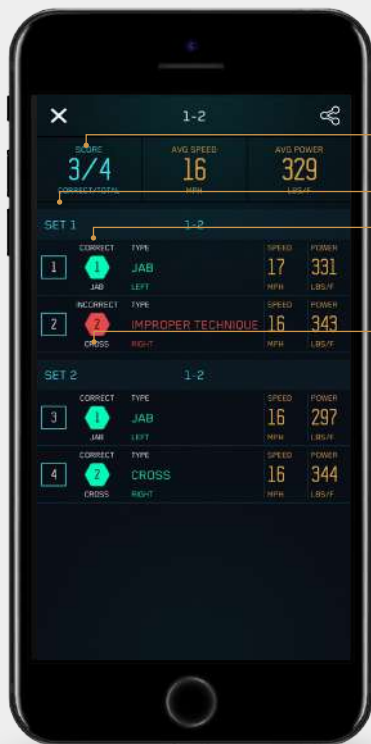 1-2
SCORE AVG SPEED AVG POWER
3/4 16 329
CORRECT/TOTAL MPH LBS/F
SET 1 1-2
CORRECT TYPE SPEED POWER
1 1 JAB 17 331
JAB LEFT MPH LBS/F
INCORRECT TYPE
2 2 IMPROPER TECHNIQUE 16 343
CROSS RIGHT MPH LBS/F
SET 2 1-2
CORRECT TYPE SPEED POWER
3 1 JAB 16 297
JAB LEFT MPH LBS/F
CORRECT TYPE SPEED POWER
4 2 CROSS 16 344
CROSS RIGHT MPH LBS/F